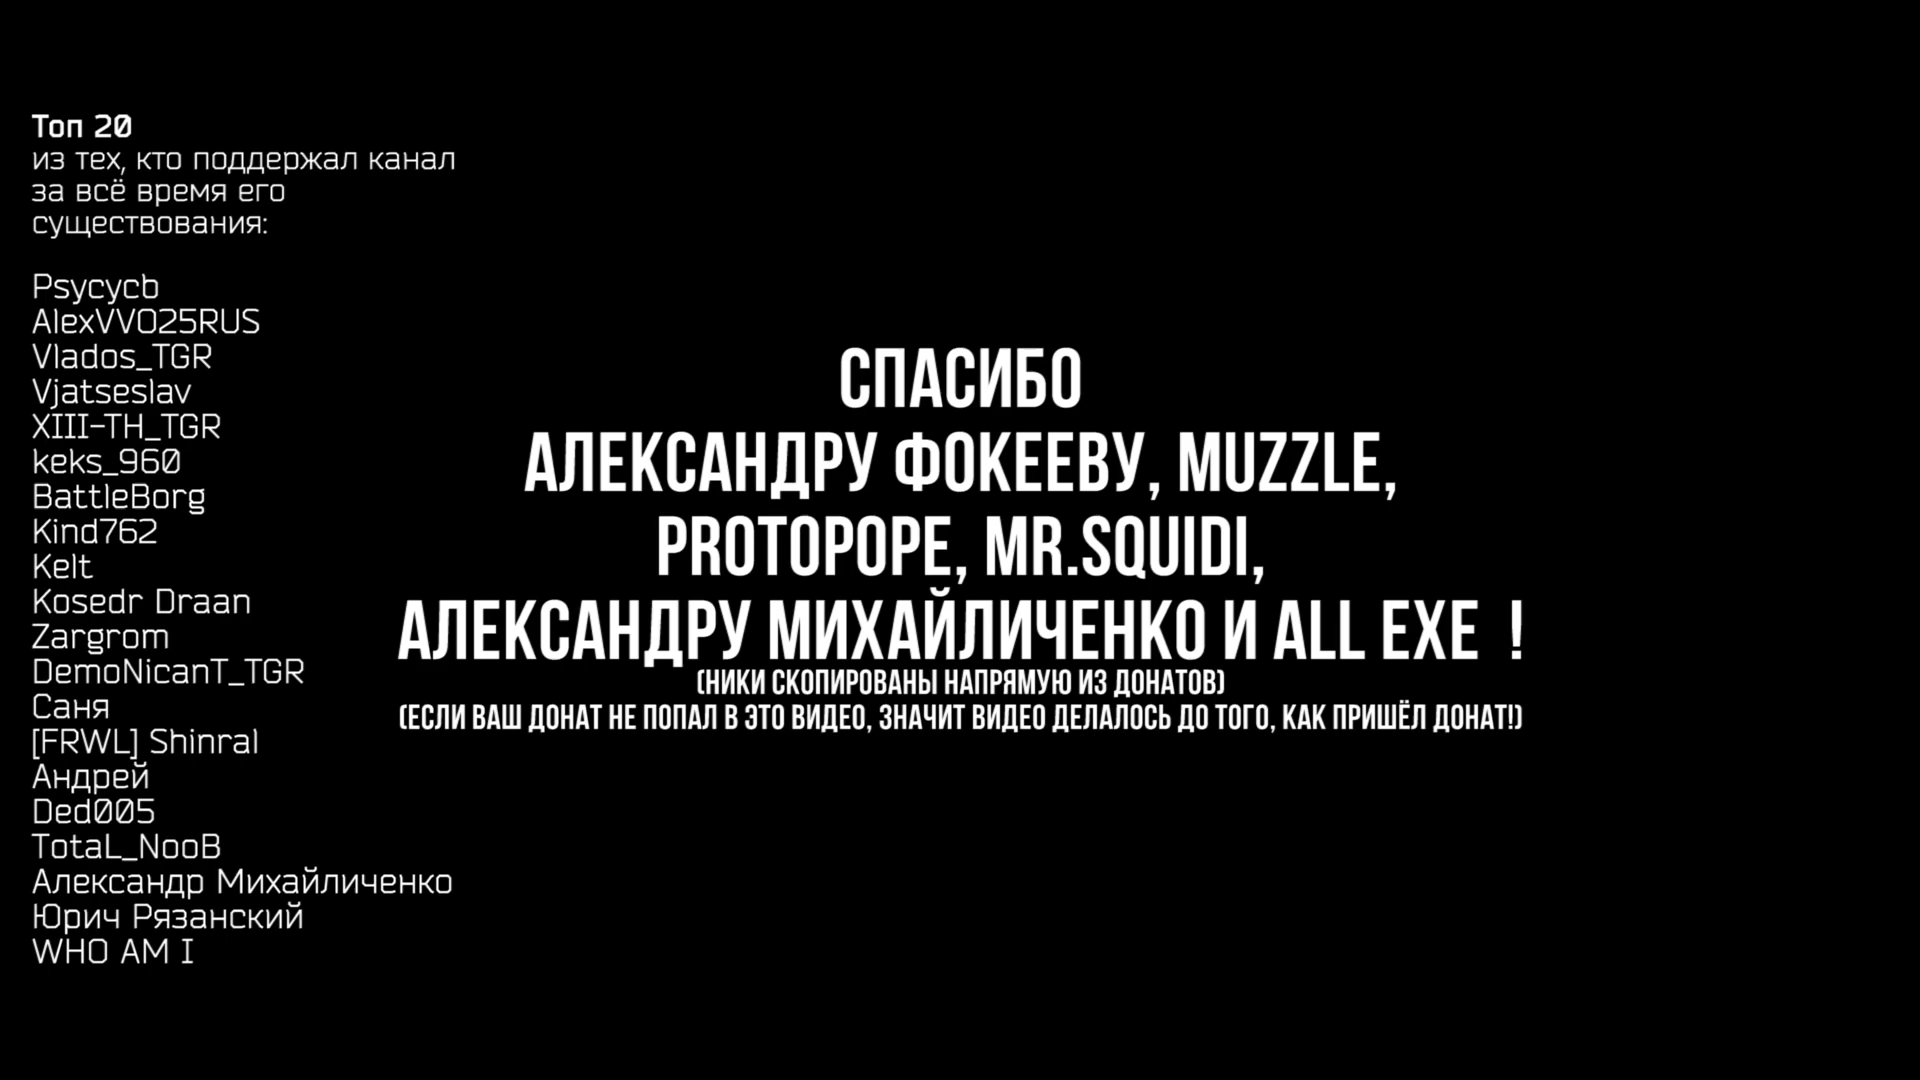 Топ 20
из тех, кто поддержал канал
за всё время его
существования:
Psycycb
AlexVVO25RUS
Vlados_TGR
Vjatseslav
XIII-TH_TGR
keks_960
BattleBorg
Kind762
Kelt
Kosedr Draan
Zargrom
DemoNicanT_TGR
Саня
[FRWL] Shinral
Андрей
Ded005
TotaL_NooB
Александр Михайличенко
Юрич Рязанский
WHO AM I
СПАСИБО
АЛЕКСАНДРУ ФОКЕЕВУ, MUZZLE,
PROTOPOPE, MR.SQUIDI,
АЛЕКСАНДРУ МИХАЙЛИЧЕНКО И ALL EXE !
(НИКИ СКОПИРОВАНЫ НАПРЯМУЮ ИЗ ДОНАТОВ)
(ЕСЛИ ВАШ ДОНАТ НЕ ПОПАЛ В ЭТО ВИДЕО, ЗНАЧИТ ВИДЕО ДЕЛАЛОСЬ ДО ТОГО, КАК ПРИШЁЛ ДОНАТ!)